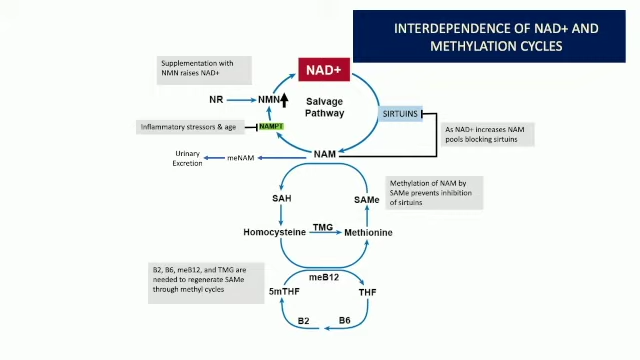 INTERDEPENDENCE OF NAD+ AND
METHYLATION CYCLES
Supplementation with
NMN raises NAD+
NAD+
NR
NMN
Salvage
Pathway
SIRTUINS
Inflammatory stressors & age
NAMPT
As NAD+ increases NAM
pools blocking sirtuins
Urinary
Excretion
meNAM
NAM
Methylation of NAM by
SAMe prevents inhibition
of sirtuins
SAH
SAMe
TMG
Homocysteine
Methionine
B2, B6, meB12, and TMG are
needed to regenerate SAMe
through methyl cycles
meB12
5mTHF
THF
B2
B6